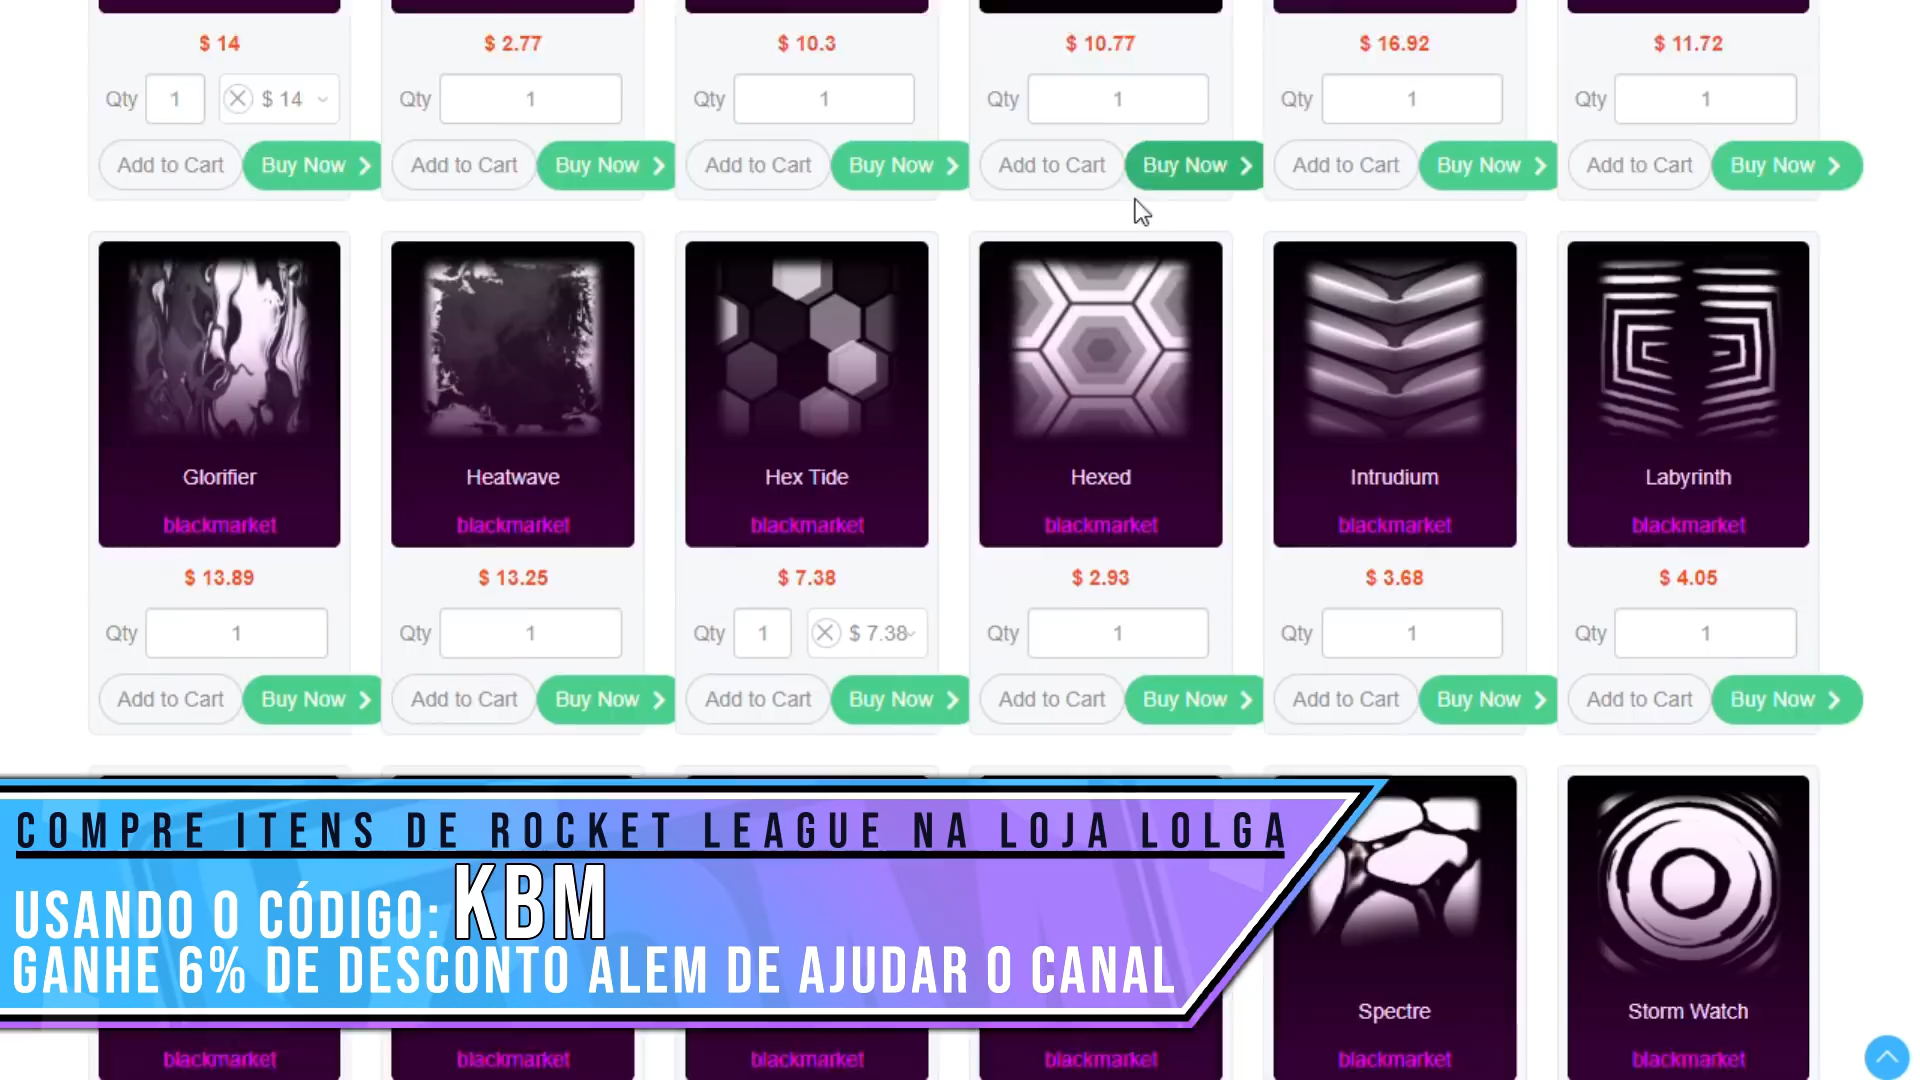 $ 14 $ 2.77 $ 10.3 $ 10.77 $ 16.92 $ 11.72
Qty 1 $ 14 Qty 1 Qty 1 Qty 1 Qty 1 Qty 1
Add to Cart Buy Now Add to Cart Buy Now Add to Cart Buy Now Add to Cart Buy Now Add to Cart Buy Now Add to Cart Buy Now
Glorifier Heatwave Hex Tide Hexed Intrudium Labyrinth
blackmarket blackmarket blackmarket blackmarket blackmarket blackmarket
$ 13.89 $ 13.25 $ 7.38 $ 2.93 $ 3.68 $ 4.05
Qty 1 Qty 1 Qty 1 $ 7.38 Qty 1 Qty 1 Qty 1
Add to Cart Buy Now Add to Cart Buy Now Add to Cart Buy Now Add to Cart Buy Now Add to Cart Buy Now Add to Cart Buy Now
COMPRE ITENS DE ROCKET LEAGUE NA LOJA LOLGA
USANDO O CÓDIGO: KBM
GANHE 6% DE DESCONTO ALEM DE AJUDAR O CANAL
Spectre Storm Watch
blackmarket blackmarket blackmarket blackmarket blackmarket blackmarket